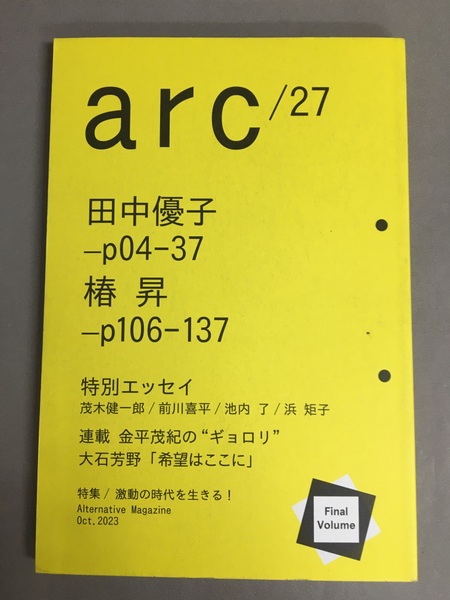 arc/27
田中優子
—p04-37
椿 昇
—p106-137
特別エッセイ
茂木健一郎/前川喜平/池内 了/浜 矩子
連載 金平茂紀の“ギョロリ”
大石芳野「希望はここに」
特集/ 激動の時代を生きる！
Alternative Magazine
Oct.2023
Final
Volume